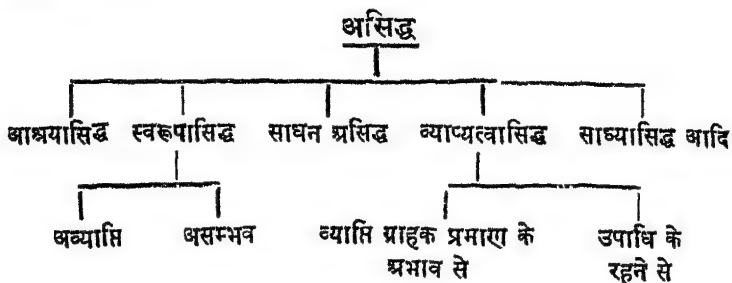 असिद्ध
आश्रयासिद्ध स्वरूपासिद्ध साधन असिद्ध व्याप्यत्वासिद्ध साध्यासिद्ध आदि
अव्याप्ति असम्भव व्याप्ति ग्राहक प्रमाण के उपाधि के
अभाव से रहने से